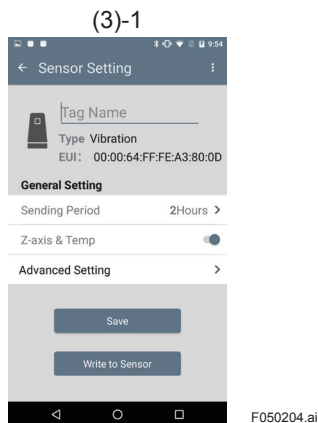 (3)-1
9:54
Sensor Setting
Tag Name
Type Vibration
EUI: 00:00:64:FF:FE:A3:80:0D
General Setting
Sending Period 2Hours
Z-axis & Temp
Advanced Setting
Save
Write to Sensor
F050204.ai